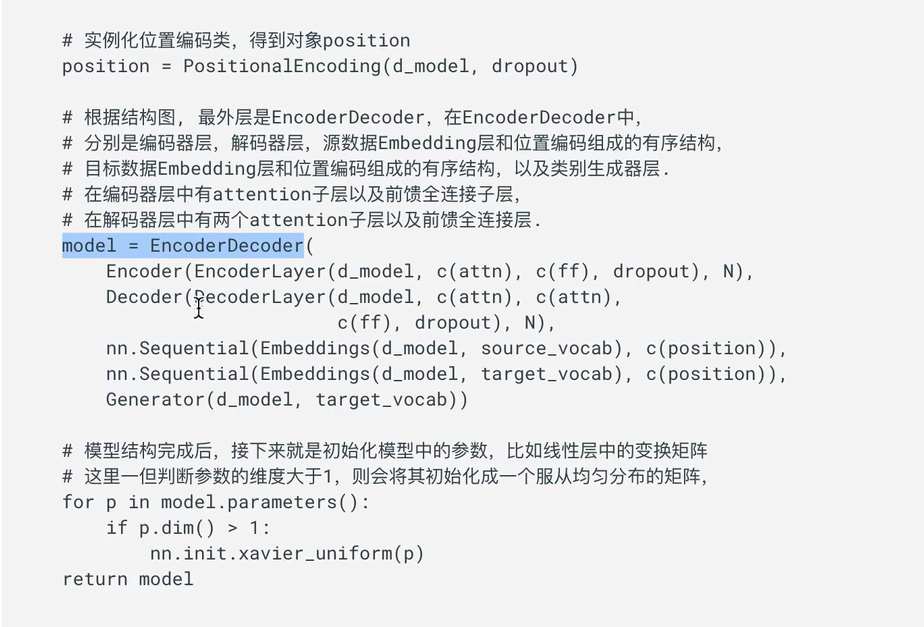 # 实例化位置编码类，得到对象position
position = PositionalEncoding(d_model, dropout)
# 根据结构图, 最外层是EncoderDecoder，在EncoderDecoder中，
# 分别是编码器层，解码器层，源数据Embedding层和位置编码组成的有序结构，
# 目标数据Embedding层和位置编码组成的有序结构，以及类别生成器层.
# 在编码器层中有attention子层以及前馈全连接子层，
# 在解码器层中有两个attention子层以及前馈全连接层.
model = EncoderDecoder(
    Encoder(EncoderLayer(d_model, c(attn), c(ff), dropout), N),
    Decoder(DecoderLayer(d_model, c(attn), c(attn),
                         c(ff), dropout), N),
    nn.Sequential(Embeddings(d_model, source_vocab), c(position)),
    nn.Sequential(Embeddings(d_model, target_vocab), c(position)),
    Generator(d_model, target_vocab))
# 模型结构完成后，接下来就是初始化模型中的参数，比如线性层中的变换矩阵
# 这里一但判断参数的维度大于1，则会将其初始化成一个服从均匀分布的矩阵，
for p in model.parameters():
    if p.dim() > 1:
        nn.init.xavier_uniform(p)
return model